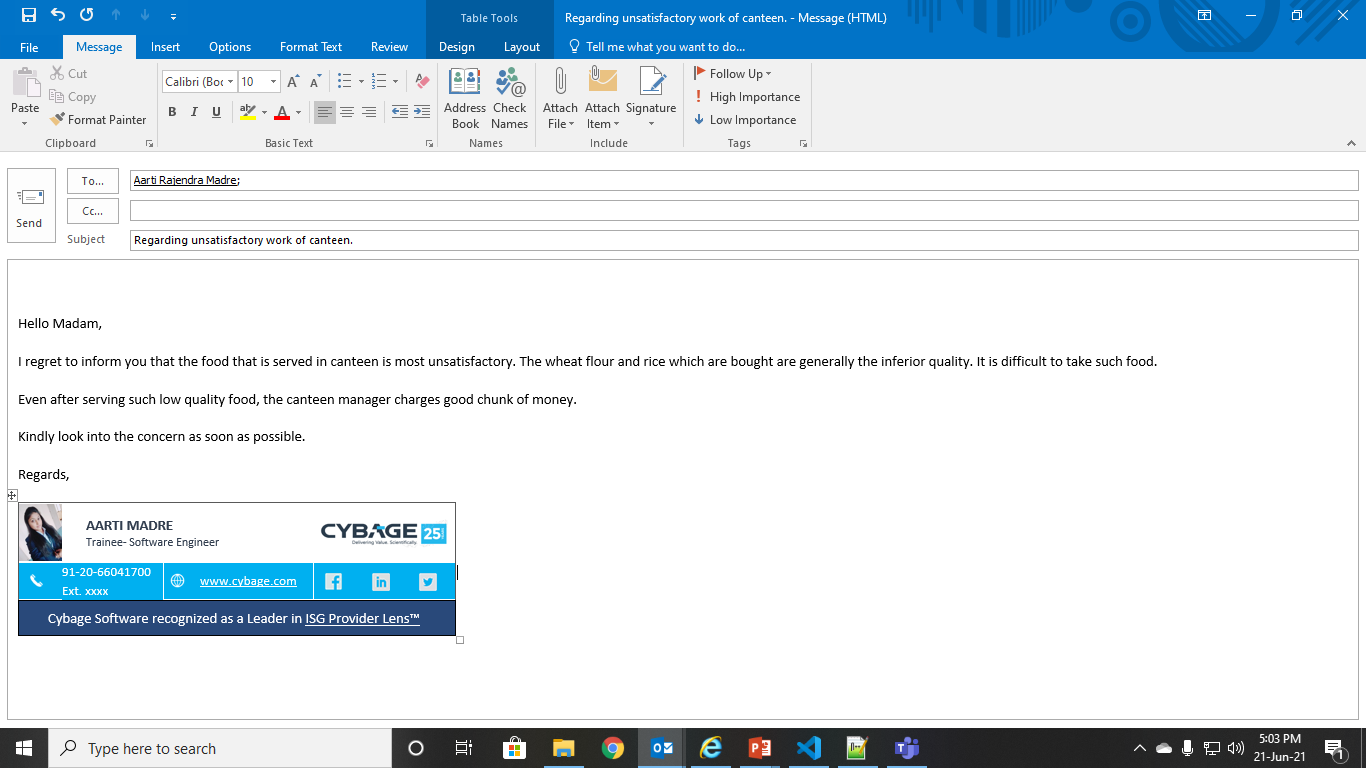 Table Tools
Regarding unsatisfactory work of canteen. - Message (HTML)
File Message Insert Options Format Text Review Design Layout Tell me what you want to do...
Paste
Cut
Copy
Format Painter
Clipboard
Calibri (Boc 10
B I U
Basic Text
Address Book
Check Names
Names
Attach File
Attach Item
Signature
Include
Follow Up
High Importance
Low Importance
Tags
Send
To... Aarti Rajendra Madre;
Cc...
Subject Regarding unsatisfactory work of canteen.
Hello Madam,
I regret to inform you that the food that is served in canteen is most unsatisfactory. The wheat flour and rice which are bought are generally the inferior quality. It is difficult to take such food.
Even after serving such low quality food, the canteen manager charges good chunk of money.
Kindly look into the concern as soon as possible.
Regards,
AARTI MADRE
Trainee- Software Engineer
CYBAGE 25
Delivering Value. Scientifically.
91-20-66041700
Ext. xxxx
www.cybage.com
Cybage Software recognized as a Leader in ISG Provider Lens™
Type here to search
5:03 PM
21-Jun-21
1